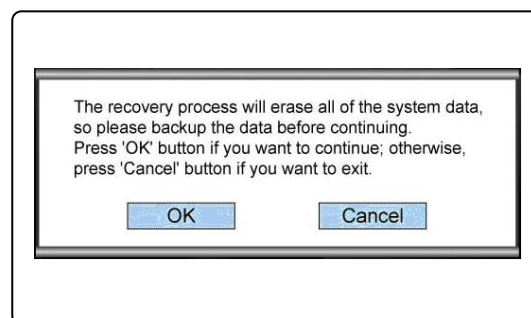 The recovery process will erase all of the system data,
so please backup the data before continuing.
Press 'OK' button if you want to continue; otherwise,
press 'Cancel' button if you want to exit.
OK Cancel